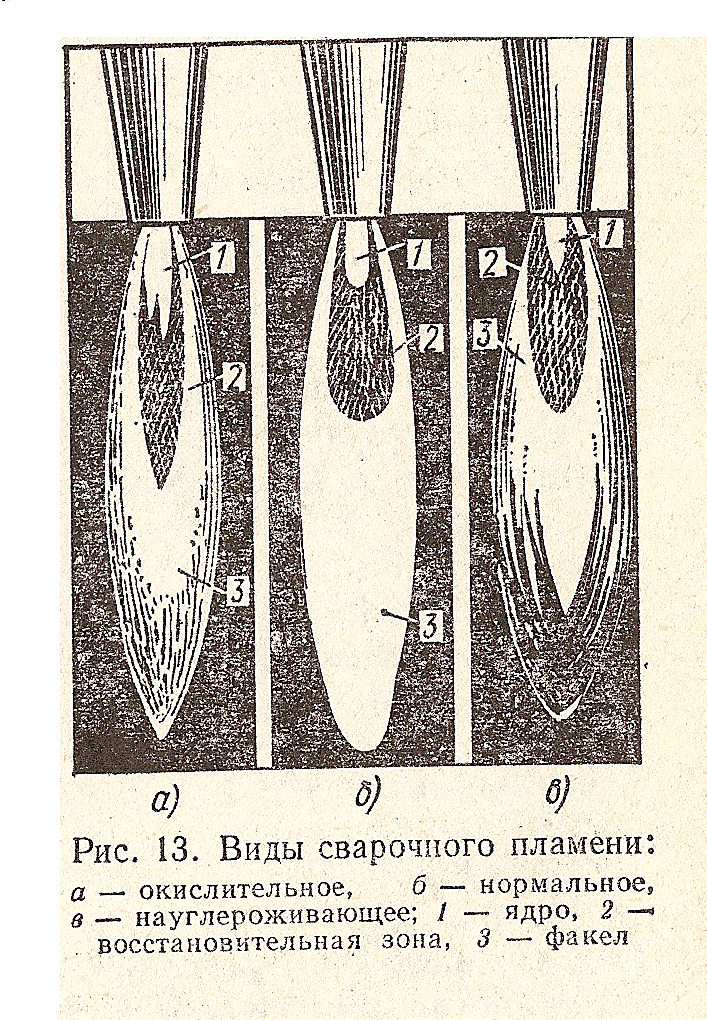 1
1
1
2
2
3
2
3
3
а)
б)
в)
Рис. 13. Виды сварочного пламени:
а — окислительное, б — нормальное,
в — науглероживающее; 1 — ядро, 2 —
восстановительная зона, 3 — факел